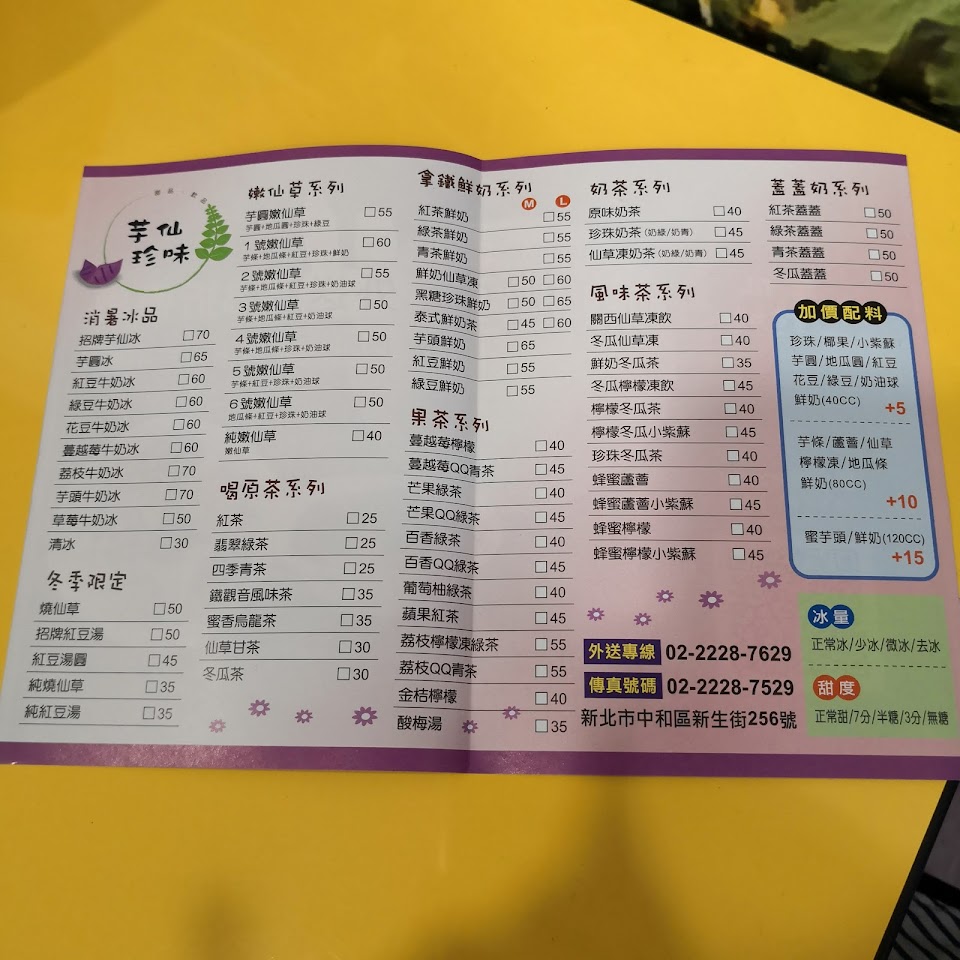 芋仙
珍味
消暑冰品
招牌芋仙冰 □70
芋圓冰 □65
紅豆牛奶冰 □60
綠豆牛奶冰 □60
花豆牛奶冰 □60
蔓越莓牛奶冰 □60
荔枝牛奶冰 □70
芋頭牛奶冰 □70
草莓牛奶冰 □50
清冰 □30
冬季限定
燒仙草 □50
招牌紅豆湯 □50
紅豆湯圓 □45
純燒仙草 □35
純紅豆湯 □35
嫩仙草系列
芋圓嫩仙草 □55
芋圓+地瓜圓+珍珠+綠豆
1號嫩仙草 □60
芋條+地瓜條+紅豆+珍珠+鮮奶
2號嫩仙草 □55
芋條+地瓜條+紅豆+珍珠+奶油球
3號嫩仙草 □50
芋條+地瓜條+紅豆+奶油球
4號嫩仙草 □50
芋條+地瓜條+珍珠+奶油球
5號嫩仙草 □50
芋條+紅豆+珍珠+奶油球
6號嫩仙草 □50
地瓜條+紅豆+珍珠+奶油球
純嫩仙草 □40
嫩仙草
喝原茶系列
紅茶 □25
翡翠綠茶 □25
四季青茶 □25
鐵觀音風味茶 □35
蜜香烏龍茶 □35
仙草甘茶 □30
冬瓜茶 □30
拿鐵鮮奶系列
M L
紅茶鮮奶 □55
綠茶鮮奶 □55
青茶鮮奶 □55
鮮奶仙草凍 □50 □60
黑糖珍珠鮮奶 □50 □65
泰式鮮奶茶 □45 □60
芋頭鮮奶 □65
紅豆鮮奶 □55
綠豆鮮奶 □55
果茶系列
蔓越莓檸檬 □40
蔓越莓QQ青茶 □45
芒果綠茶 □40
芒果QQ綠茶 □45
百香綠茶 □40
百香QQ綠茶 □45
葡萄柚綠茶 □40
蘋果紅茶 □45
荔枝檸檬凍綠茶 □55
荔枝QQ青茶 □55
金桔檸檬 □40
酸梅湯 □35
奶茶系列
原味奶茶 □40
珍珠奶茶(奶綠/奶青) □45
仙草凍奶茶(奶綠/奶青) □45
風味茶系列
關西仙草凍飲 □40
冬瓜仙草凍 □40
鮮奶冬瓜茶 □35
冬瓜檸檬凍飲 □45
檸檬冬瓜茶 □40
檸檬冬瓜小紫蘇 □45
珍珠冬瓜茶 □40
蜂蜜蘆薈 □40
蜂蜜蘆薈小紫蘇 □45
蜂蜜檸檬 □40
蜂蜜檸檬小紫蘇 □45
外送專線 02-2228-7629
傳真號碼 02-2228-7529
新北市中和區新生街256號
蓋蓋奶系列
紅茶蓋蓋 □50
綠茶蓋蓋 □50
青茶蓋蓋 □50
冬瓜蓋蓋 □50
加價配料
珍珠/椰果/小紫蘇
芋圓/地瓜圓/紅豆
花豆/綠豆/奶油球
鮮奶(40CC)
+5
芋條/蘆薈/仙草
檸檬凍/地瓜條
鮮奶(80CC)
+10
蜜芋頭/鮮奶(120CC)
+15
冰量
正常冰/少冰/微冰/去冰
甜度
正常甜/7分/半糖/3分/無糖